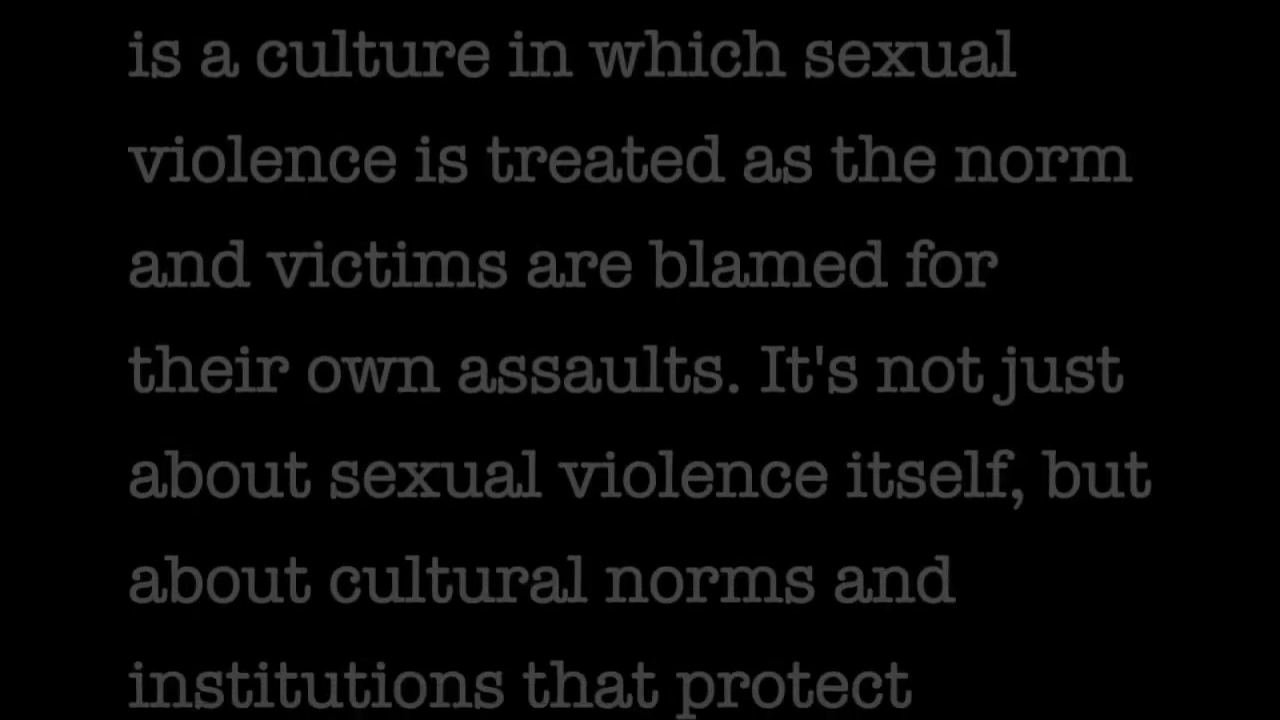 is a culture in which sexual
violence is treated as the norm
and victims are blamed for
their own assaults. It's not just
about sexual violence itself, but
about cultural norms and
institutions that protect